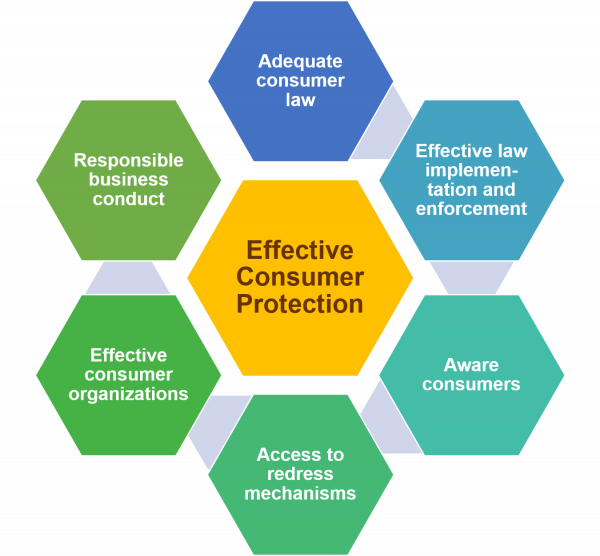 Adequate
consumer
law
Effective law
implemen-
tation and
enforcement
Aware
consumers
Access to
redress
mechanisms
Effective
consumer
organizations
Responsible
business
conduct
Effective
Consumer
Protection